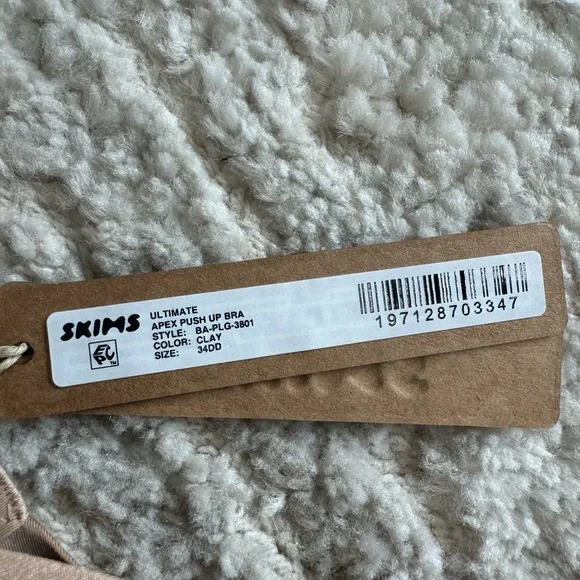 SKIMS
ULTIMATE
APEX PUSH UP BRA
STYLE: BA-PLG-3801
COLOR: CLAY
SIZE: 34DD
197128703347